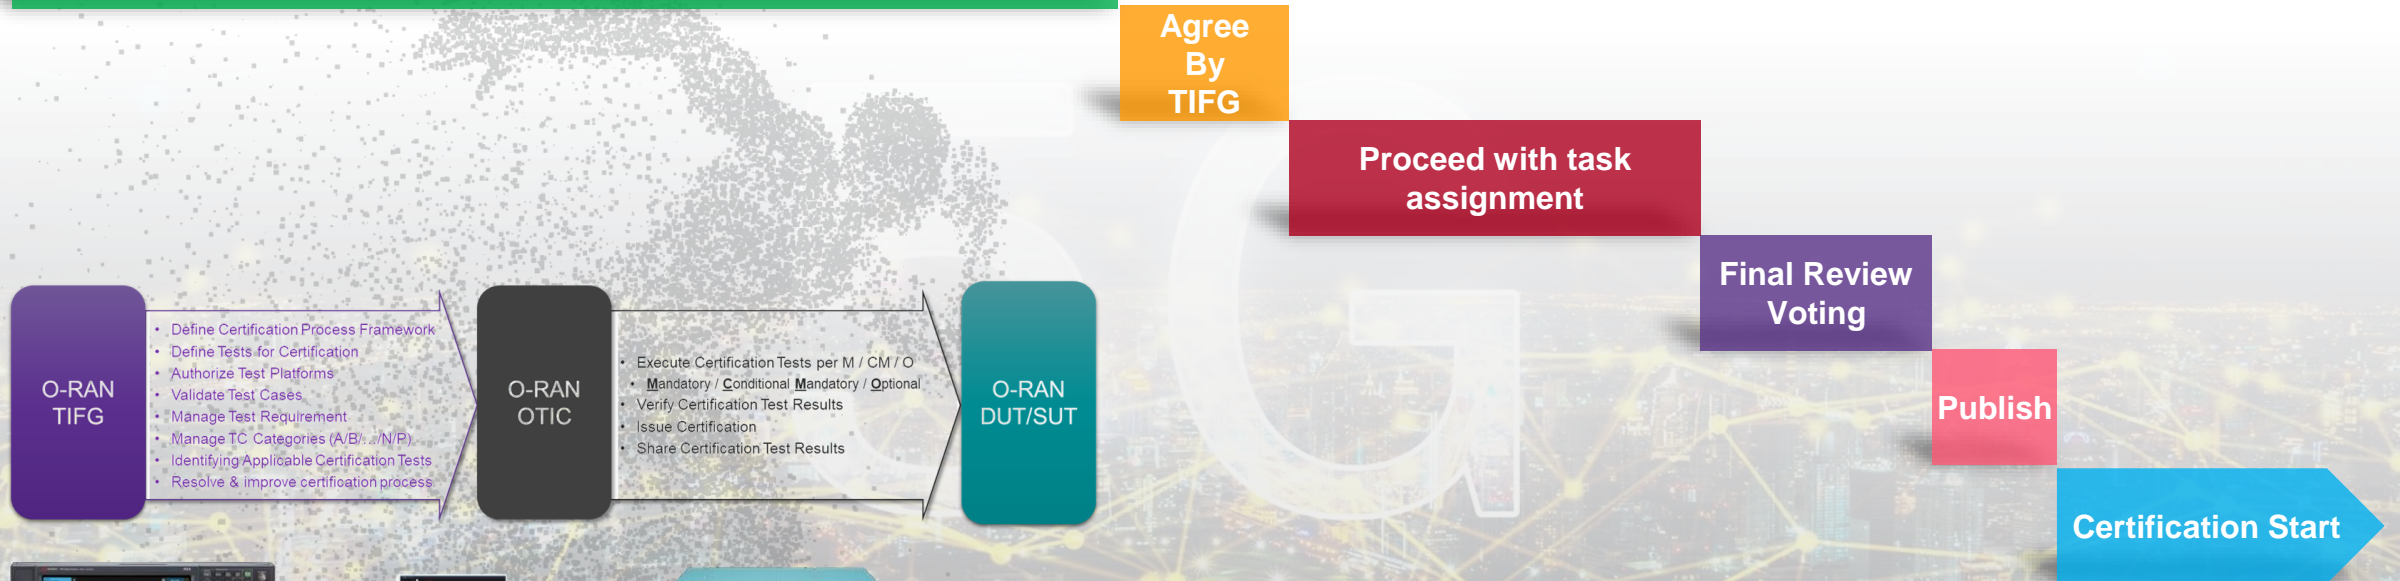 Agree
By
TIFG
Proceed with task
assignment
Final Review
Voting
Publish
Certification Start
O-RAN
TIFG
• Define Certification Process Framework
• Define Tests for Certification
• Authorize Test Platforms
• Validate Test Cases
• Manage Test Requirement
• Manage TC Categories (A/B/.../N/P)
• Identifying Applicable Certification Tests
• Resolve & improve certification process
O-RAN
OTIC
• Execute Certification Tests per M / CM / O
• Mandatory / Conditional Mandatory / Optional
• Verify Certification Test Results
• Issue Certification
• Share Certification Test Results
O-RAN
DUT/SUT